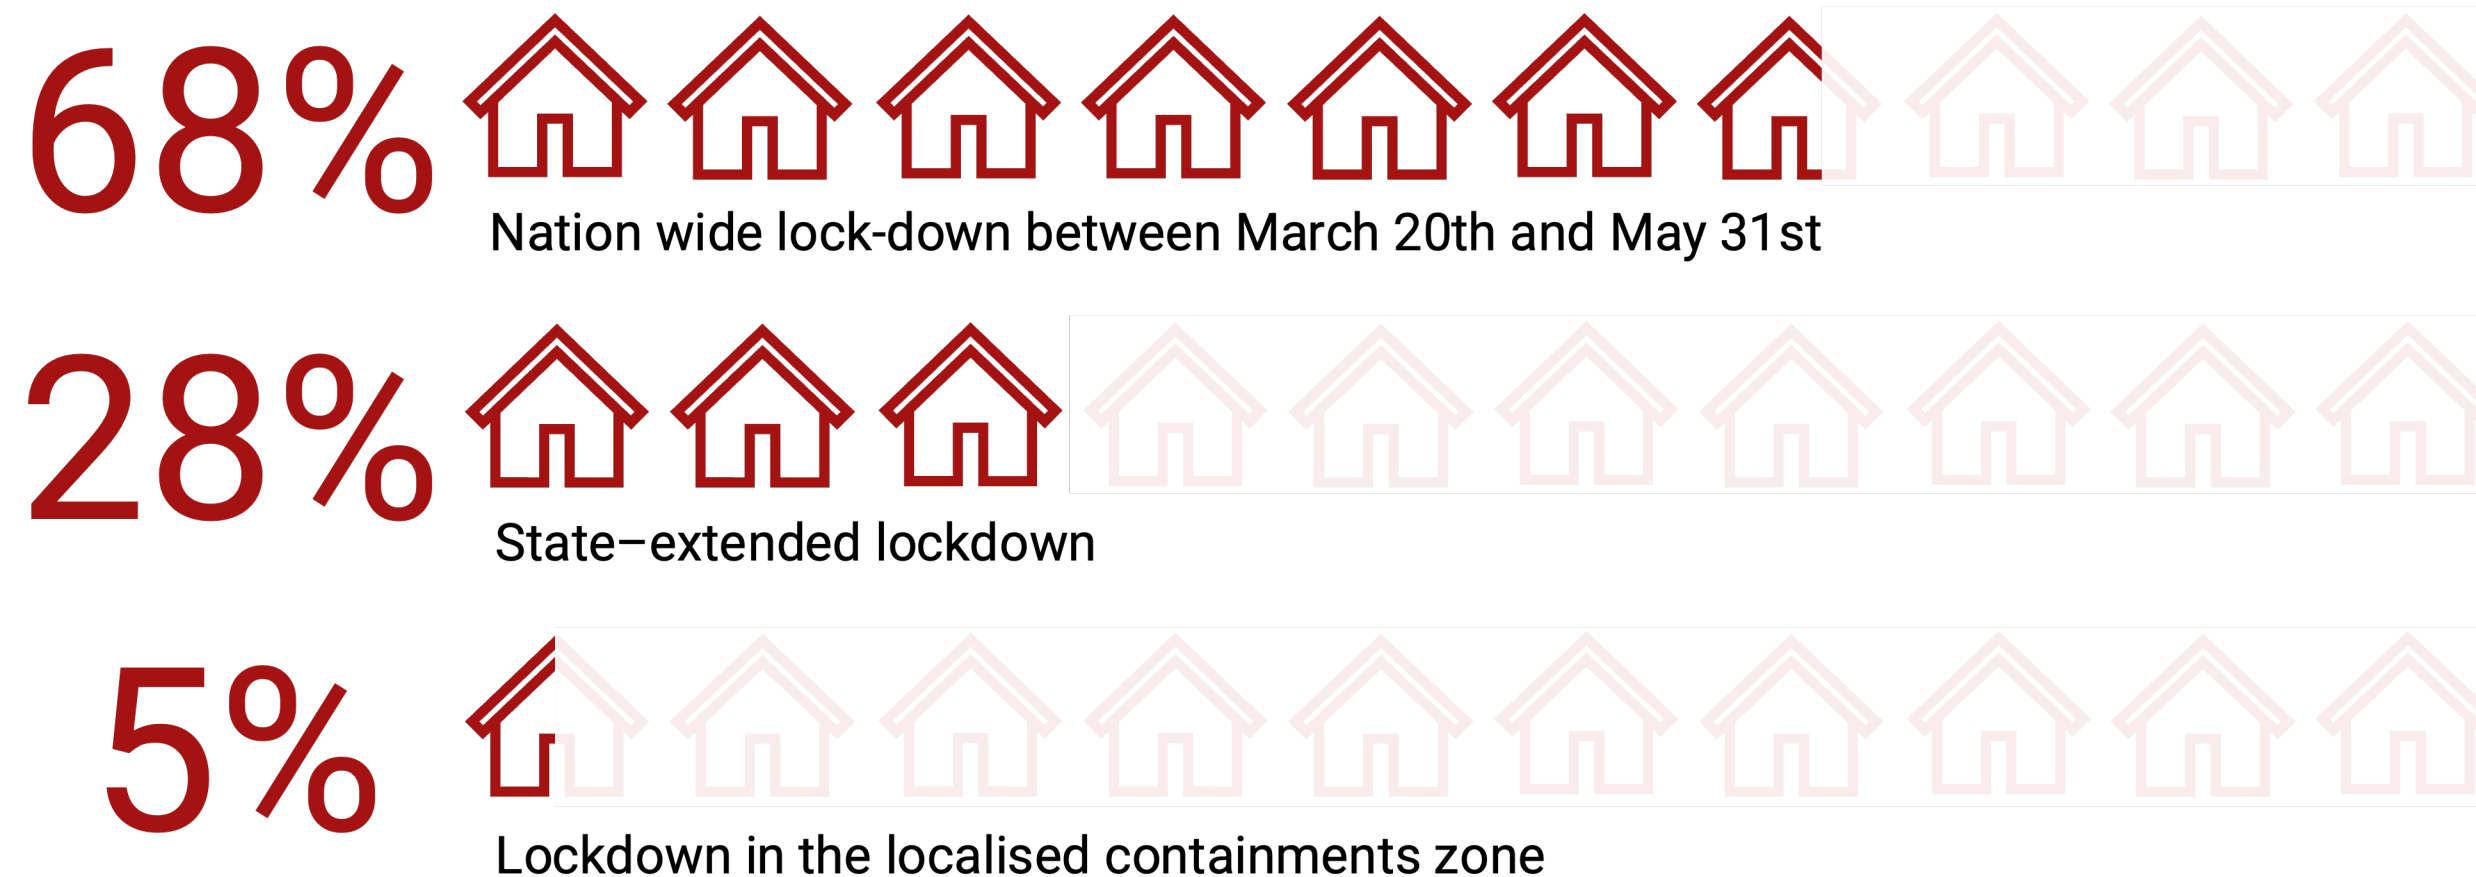 68%
Nation wide lock-down between March 20th and May 31st
28%
State–extended lockdown
5%
Lockdown in the localised containments zone